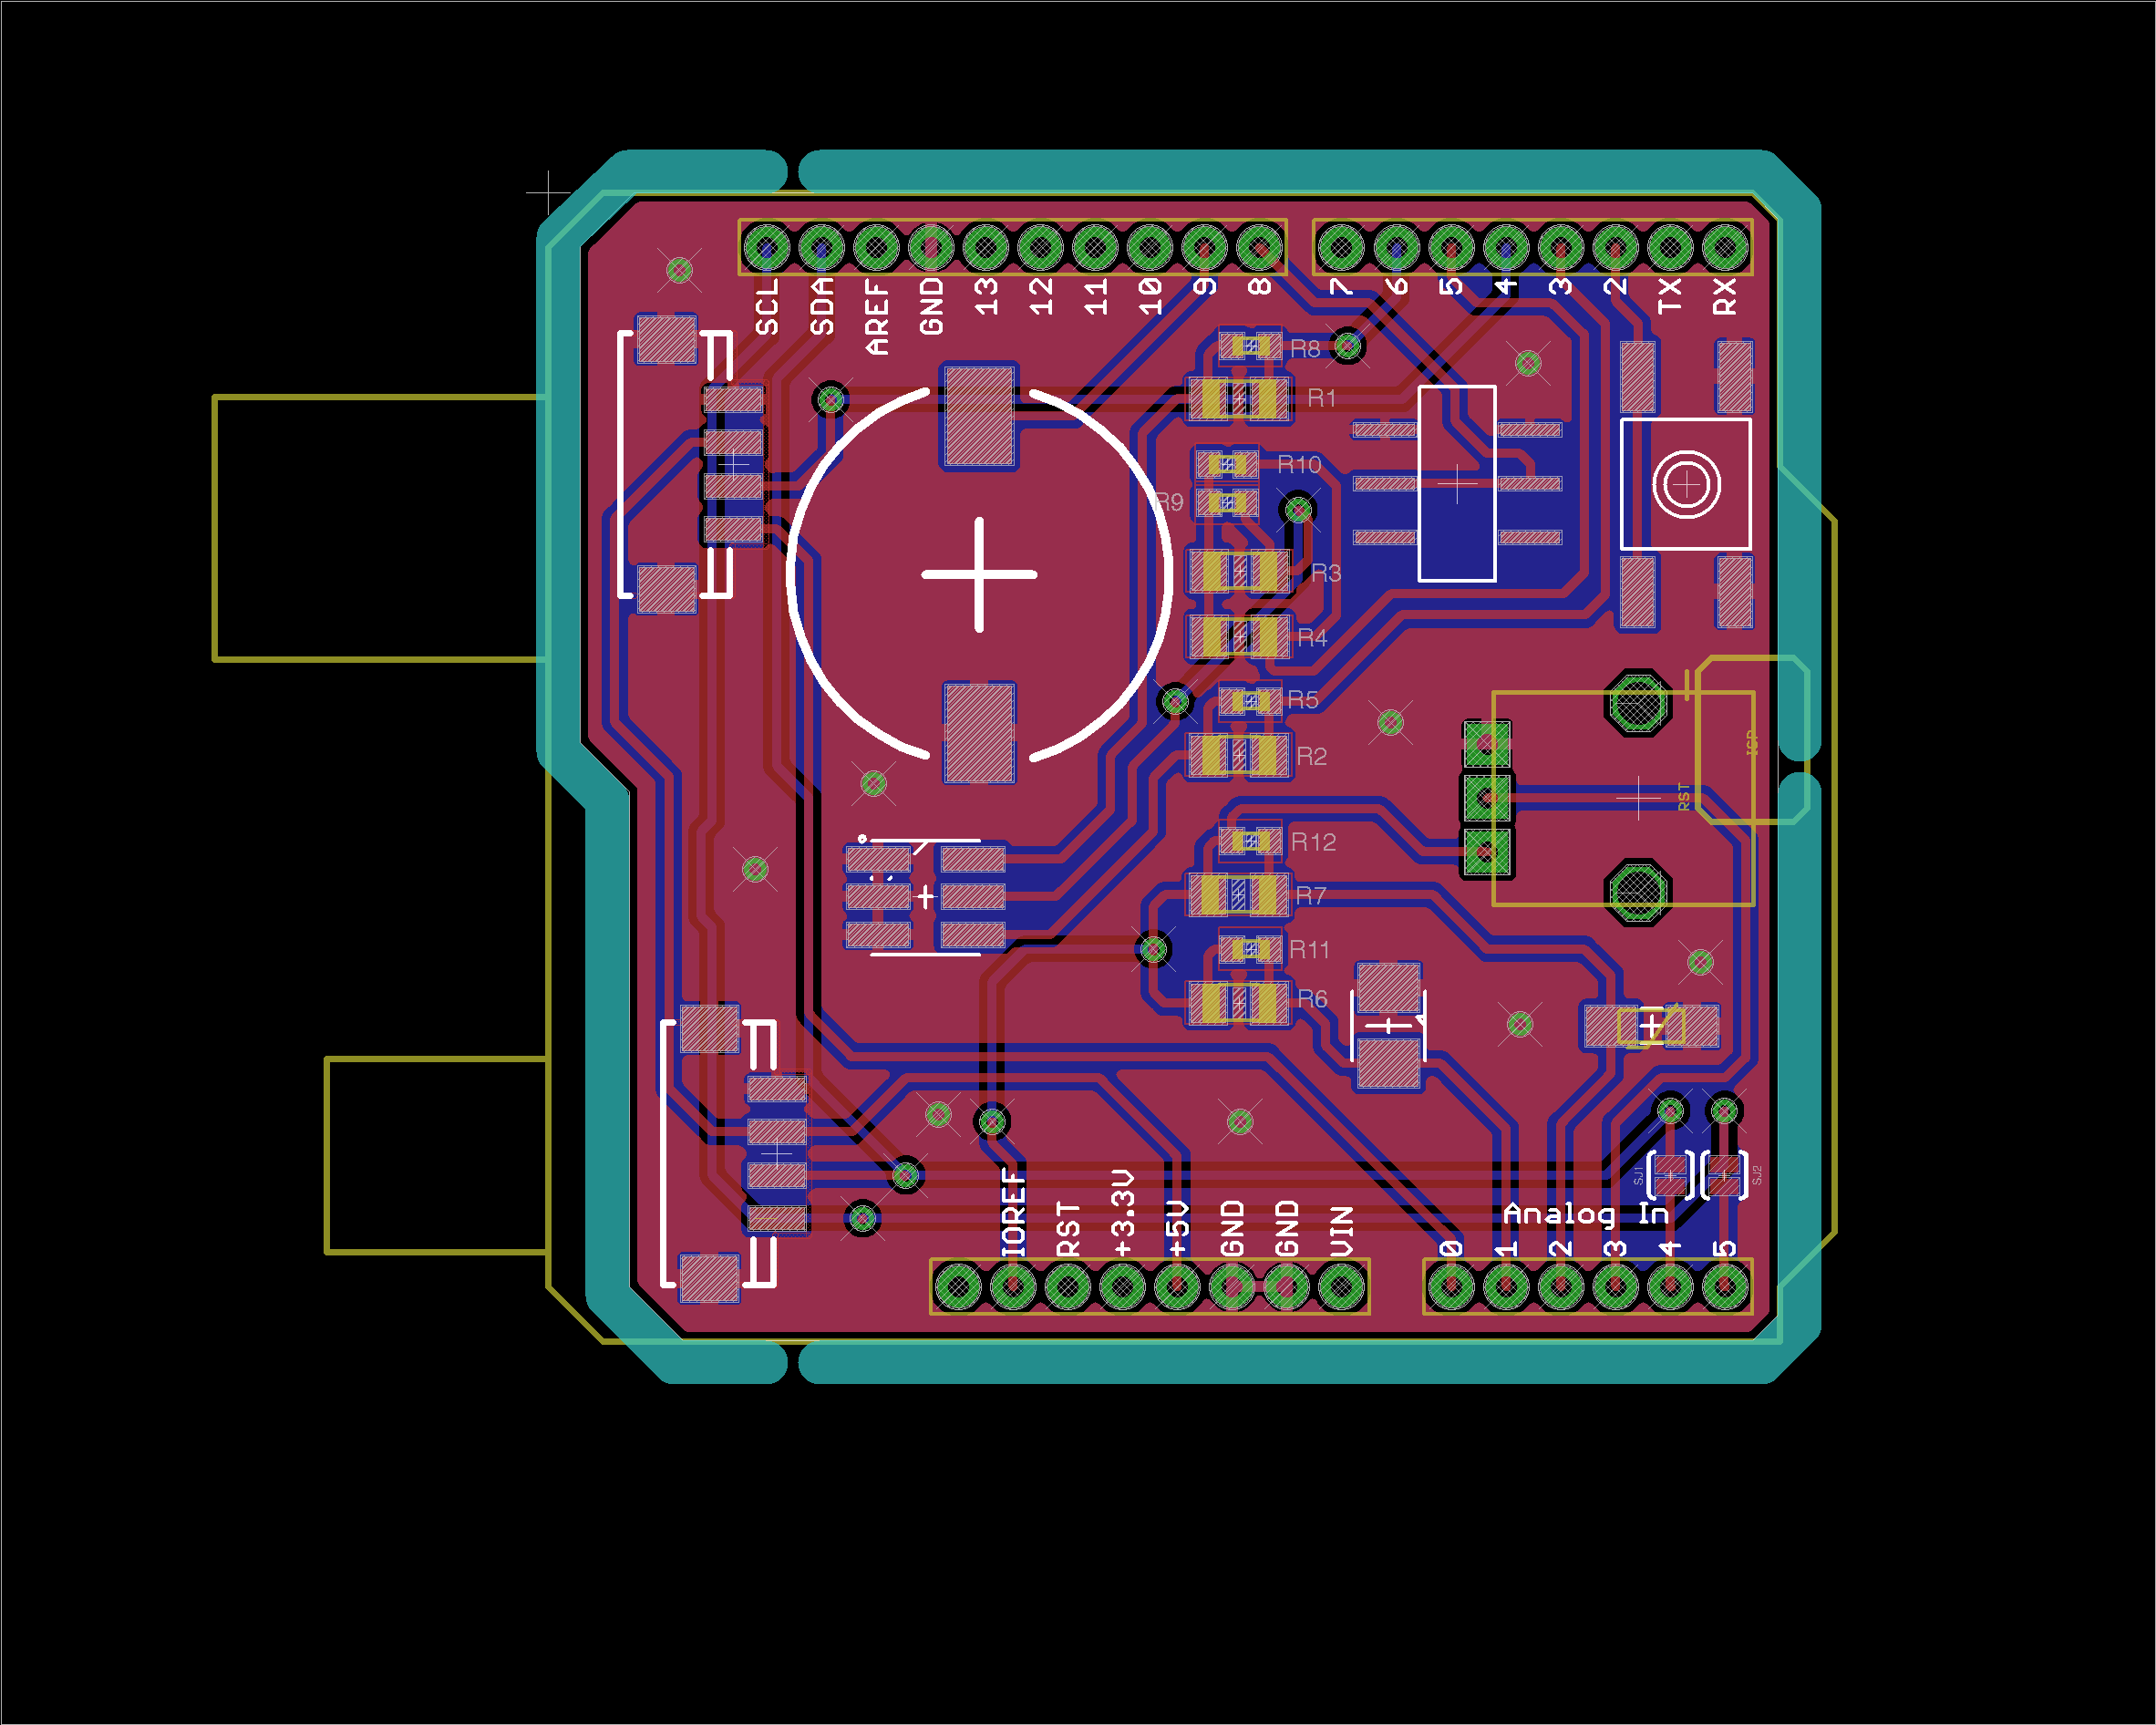 SCL
SDA
AREF
GND
13
12
11
10
9
8
7
6
5
4
3
2
TX
RX
R8
R1
R10
R9
R3
R4
R5
R2
ICP
RST
R12
R7
R11
R6
SJ1
SJ2
IOREF
RST
+3.3V
+5V
GND
GND
VIN
Analog In
0
1
2
3
4
5